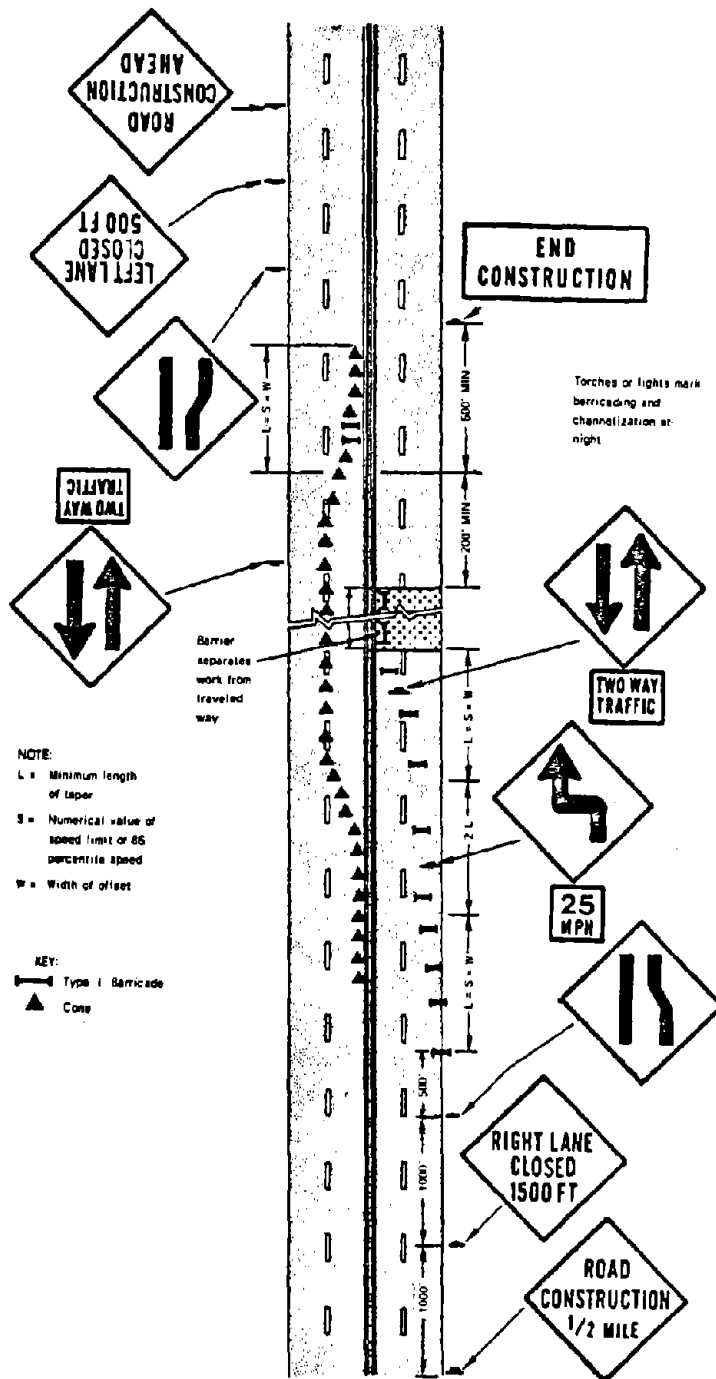 ROAD
CONSTRUCTION
AHEAD
LEFT LANE
CLOSED
500 FT
END
CONSTRUCTION
L = S × W
600' MIN
Torches or lights mark
barricading and
channelization at
night
TWO WAY
TRAFFIC
200' MIN
Barrier
separates
work from
traveled
way
TWO WAY
TRAFFIC
L = S × W
NOTE:
L = Minimum length
of taper
S = Numerical value of
speed limit or 85
percentile speed
W = Width of offset
2 L
25
MPH
KEY:
Type I Barricade
Cone
L = S × W
500'
1000'
RIGHT LANE
CLOSED
1500 FT
1000'
ROAD
CONSTRUCTION
1/2 MILE